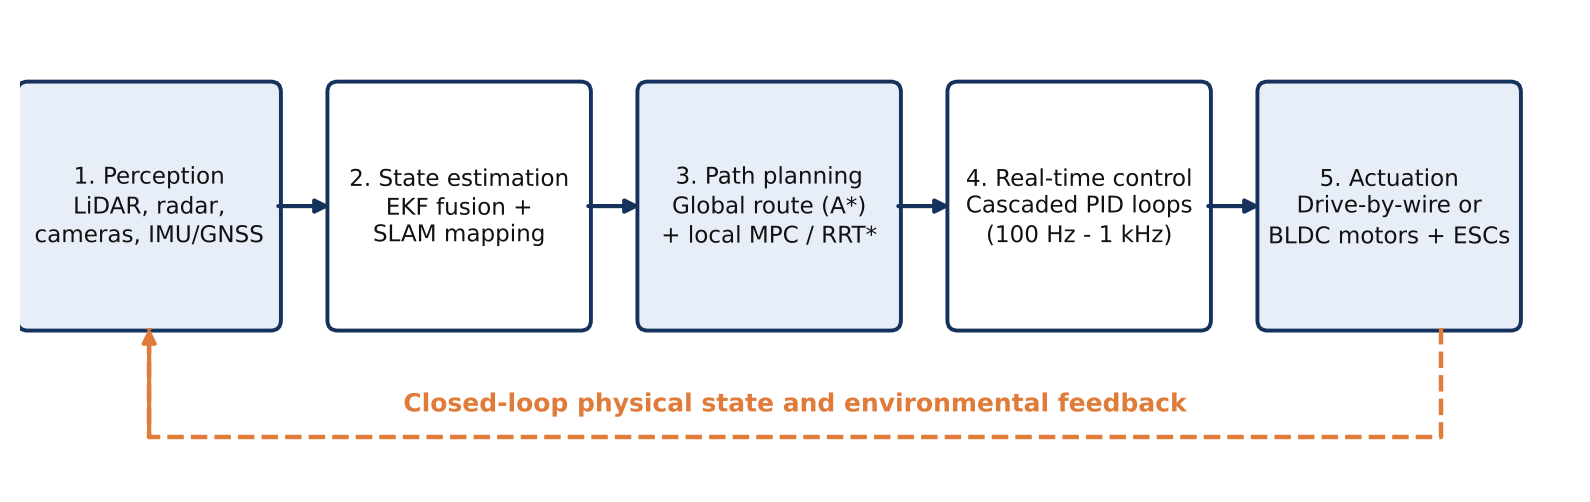 1. Perception
LiDAR, radar,
cameras, IMU/GNSS
2. State estimation
EKF fusion +
SLAM mapping
3. Path planning
Global route (A*)
+ local MPC / RRT*
4. Real-time control
Cascaded PID loops
(100 Hz - 1 kHz)
5. Actuation
Drive-by-wire or
BLDC motors + ESCs
Closed-loop physical state and environmental feedback